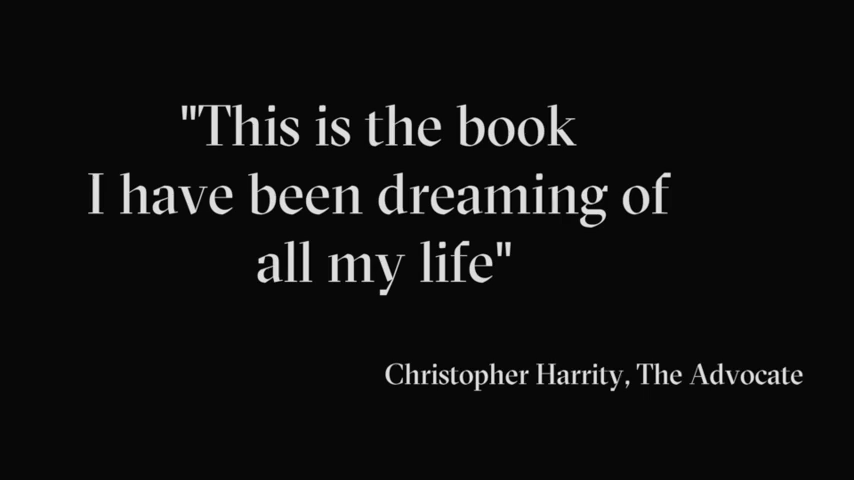 "This is the book
I have been dreaming of
all my life"
Christopher Harrity, The Advocate